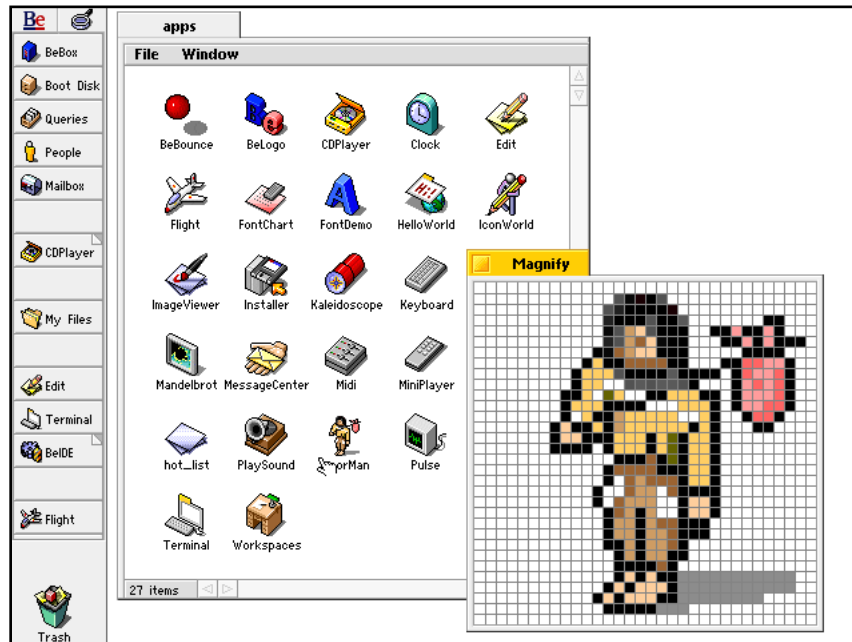 Be
BeBox
Boot Disk
Queries
People
Mailbox
CDPlayer
My Files
Edit
Terminal
BeIDE
Flight
Trash
apps
File Window
BeBounce BeLogo CDPlayer Clock Edit
Flight FontChart FontDemo HelloWorld IconWorld
ImageViewer Installer Kaleidoscope Keyboard
Mandelbrot MessageCenter Midi MiniPlayer
hot_list PlaySound orMan Pulse
Terminal Workspaces
27 items
Magnify